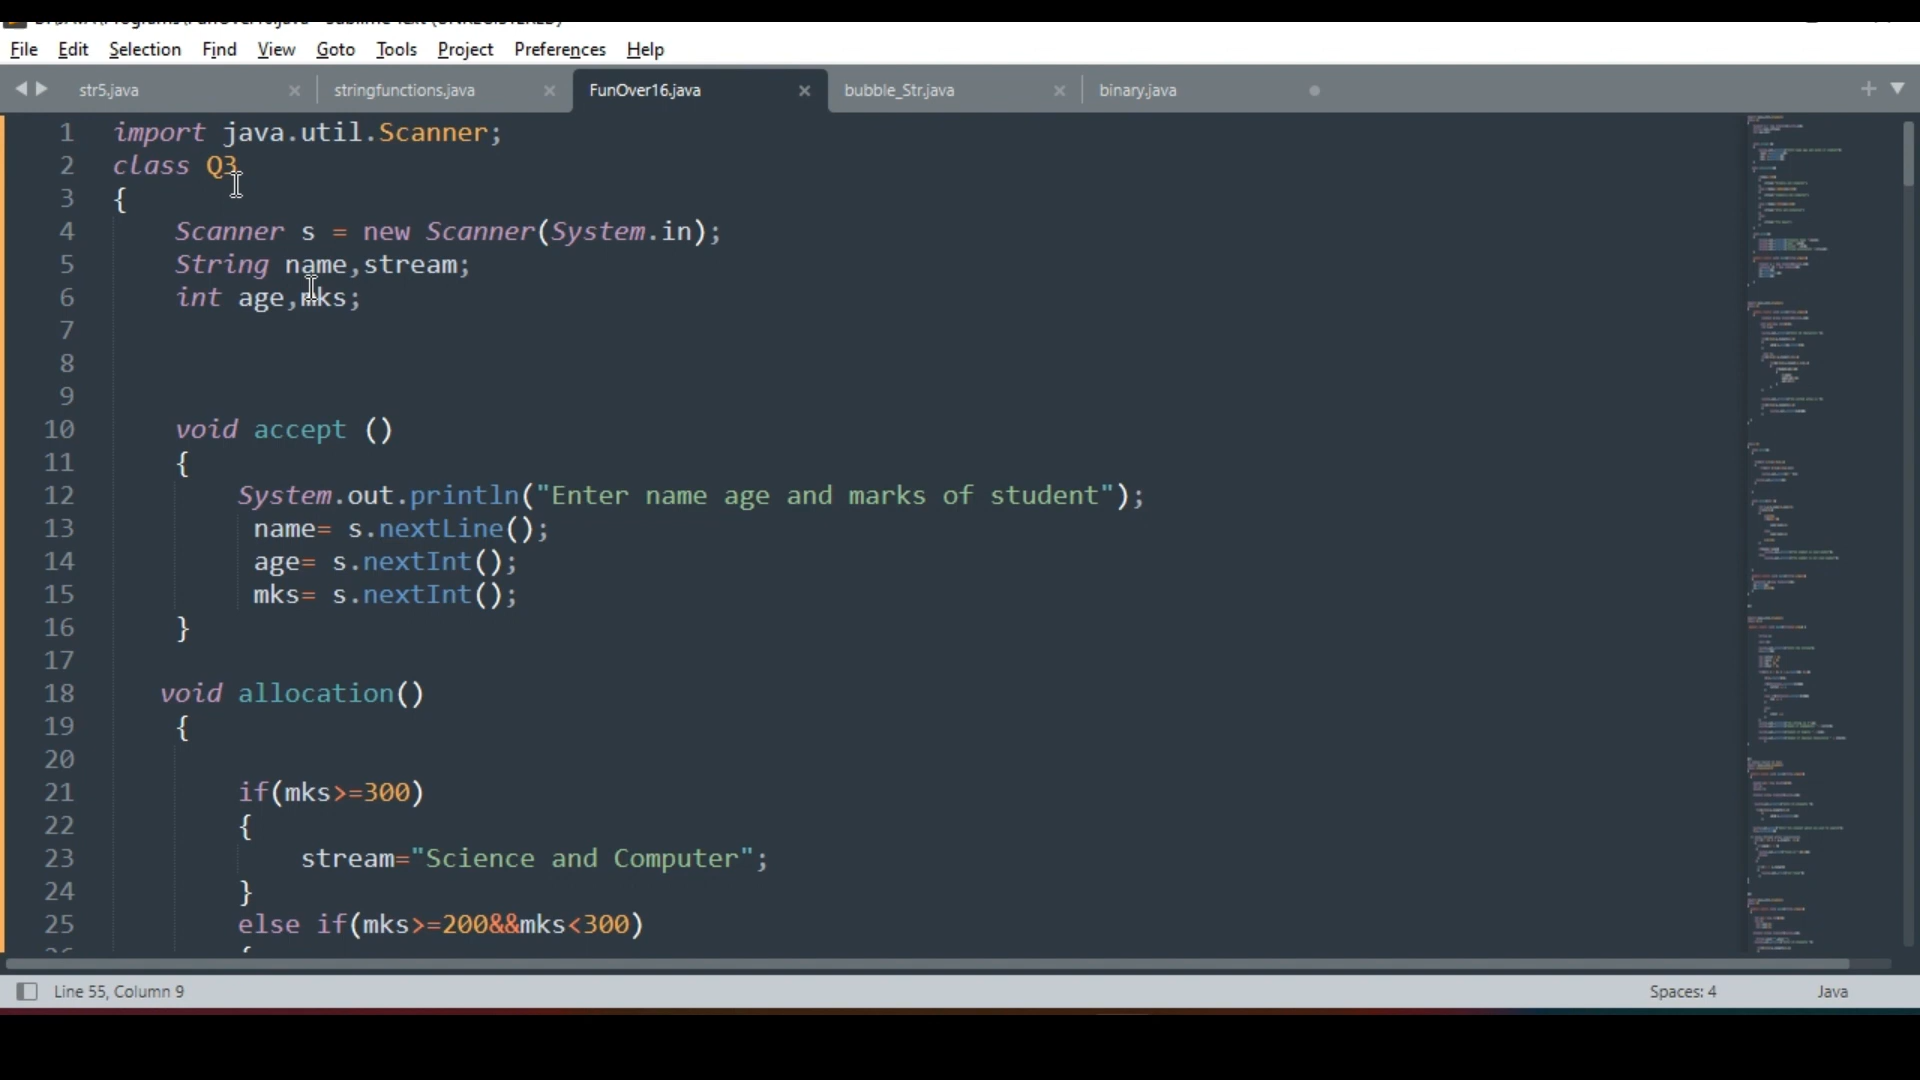 File Edit Selection Find View Goto Tools Project Preferences Help
str5.java × stringfunctions.java × FunOver16.java × bubble_Str.java × binary.java
1 import java.util.Scanner;
2 class Q3
3 {
4 Scanner s = new Scanner(System.in);
5 String name,stream;
6 int age,mks;
7
8
9
10 void accept ()
11 {
12 System.out.println("Enter name age and marks of student");
13 name= s.nextLine();
14 age= s.nextInt();
15 mks= s.nextInt();
16 }
17
18 void allocation()
19 {
20
21 if(mks>=300)
22 {
23 stream="Science and Computer";
24 }
25 else if(mks>=200&&mks<300)
Line 55, Column 9 Spaces: 4 Java